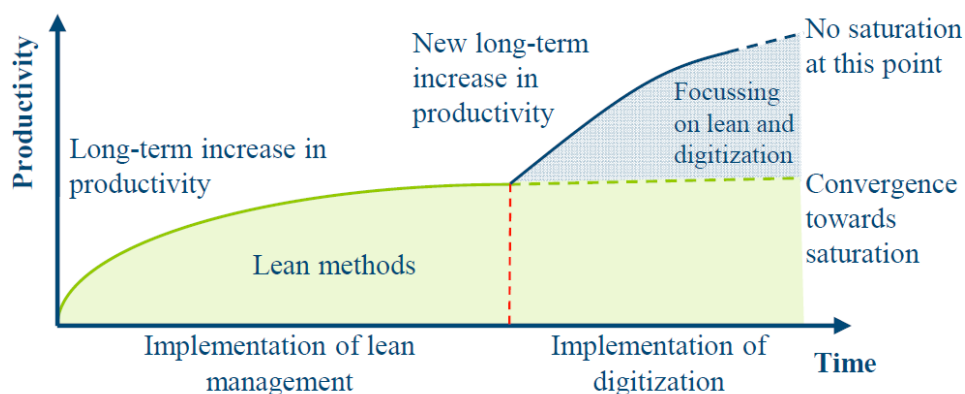 Productivity
Long-term increase in
productivity
New long-term
increase in
productivity
No saturation
at this point
Focussing
on lean and
digitization
Convergence
towards
saturation
Lean methods
Implementation of lean
management
Implementation of
digitization
Time